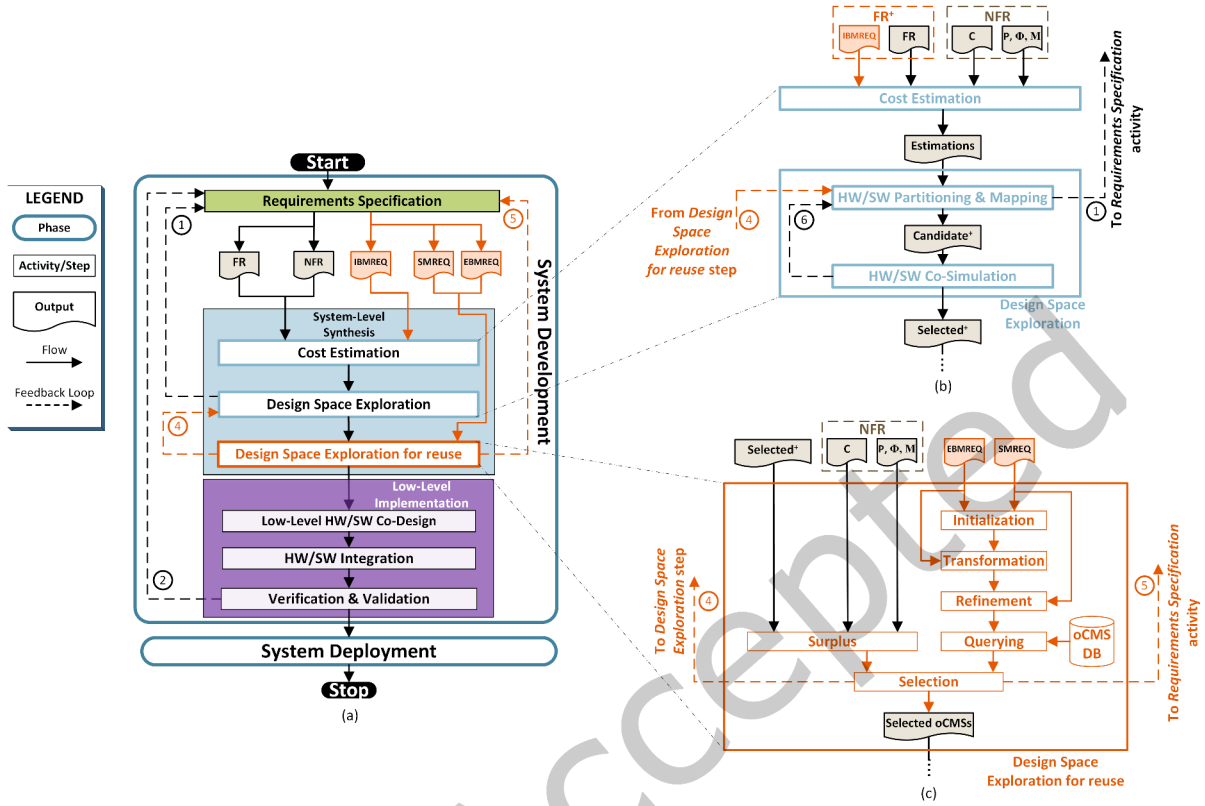 LEGEND
Phase
Activity/Step
Output
Flow
Feedback Loop
Start
Requirements Specification
1
5
FR
NFR
IBMREQ
SMREQ
EBMREQ
System-Level
Synthesis
Cost Estimation
Design Space Exploration
4
Design Space Exploration for reuse
Low-Level
Implementation
Low-Level HW/SW Co-Design
HW/SW Integration
2
Verification & Validation
System Development
System Deployment
Stop
(a)
FR⁺
NFR
IBMREQ
FR
C
P, Φ, M
Cost Estimation
Estimations
HW/SW Partitioning & Mapping
From Design
Space
Exploration
for reuse step
4
6
1
Candidate⁺
HW/SW Co-Simulation
Design Space
Exploration
Selected⁺
To Requirements Specification
activity
(b)
NFR
Selected⁺
C
P, Φ, M
EBMREQ
SMREQ
Initialization
Transformation
Refinement
Surplus
Querying
oCMS
DB
Selection
Selected oCMSs
To Design Space
Exploration step
4
5
To Requirements Specification
activity
Design Space
Exploration for reuse
(c)
Accepted